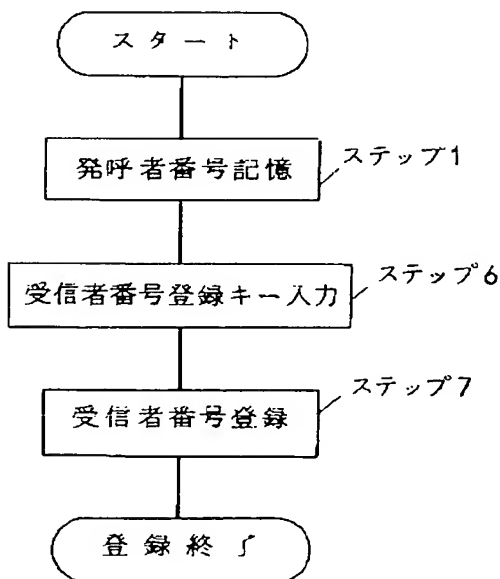 スタート
発呼者番号記憶
ステップ1
受信者番号登録キー入力
ステップ6
受信者番号登録
ステップ7
登録終了